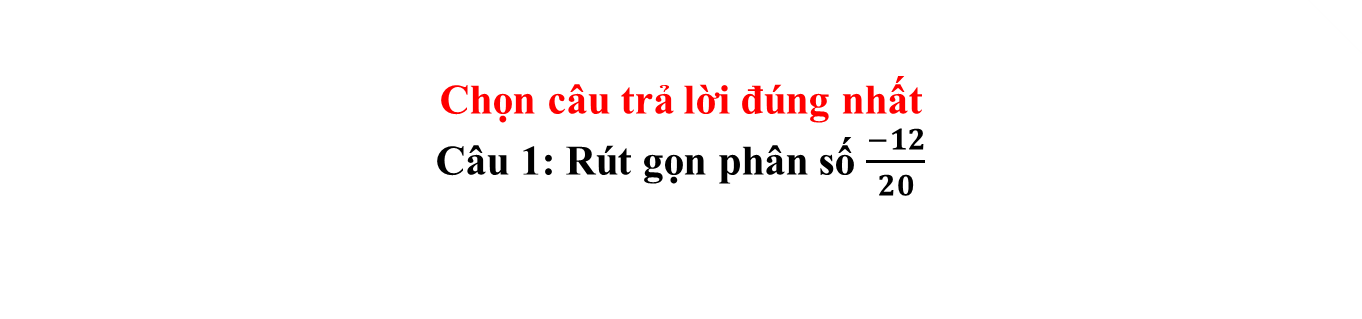 Chọn câu trả lời đúng nhất
Câu 1: Rút gọn phân số −12/20